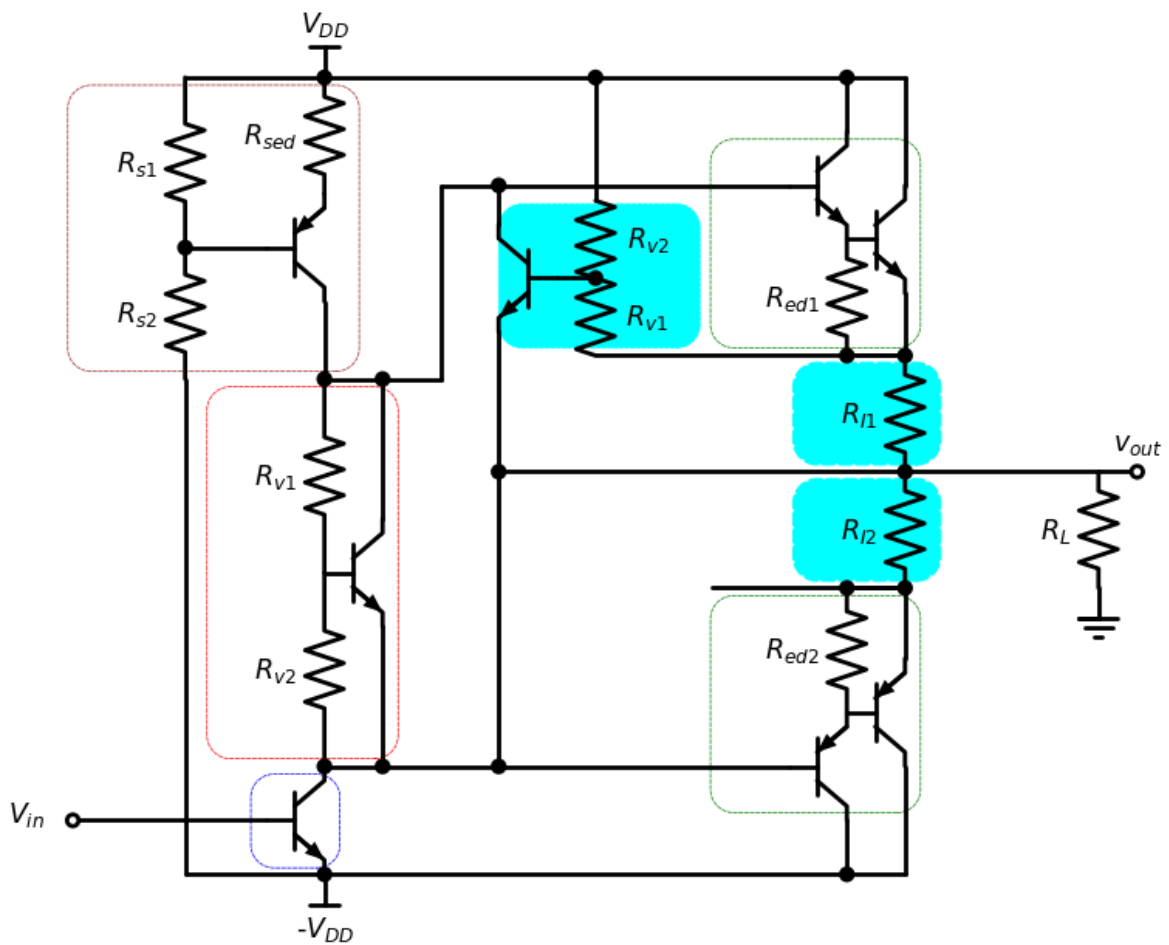 V_DD
R_s1
R_sed
R_s2
R_v2
R_v1
R_ed1
R_l1
v_out
R_v1
R_l2
R_L
R_v2
R_ed2
V_in
-V_DD